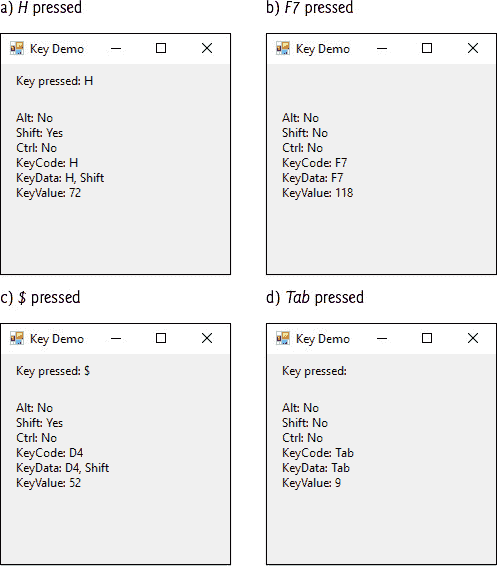 a) H pressed
Key Demo
Key pressed: H
Alt: No
Shift: Yes
Ctrl: No
KeyCode: H
KeyData: H, Shift
KeyValue: 72
b) F7 pressed
Key Demo
Alt: No
Shift: No
Ctrl: No
KeyCode: F7
KeyData: F7
KeyValue: 118
c) $ pressed
Key Demo
Key pressed: $
Alt: No
Shift: Yes
Ctrl: No
KeyCode: D4
KeyData: D4, Shift
KeyValue: 52
d) Tab pressed
Key Demo
Key pressed:
Alt: No
Shift: No
Ctrl: No
KeyCode: Tab
KeyData: Tab
KeyValue: 9